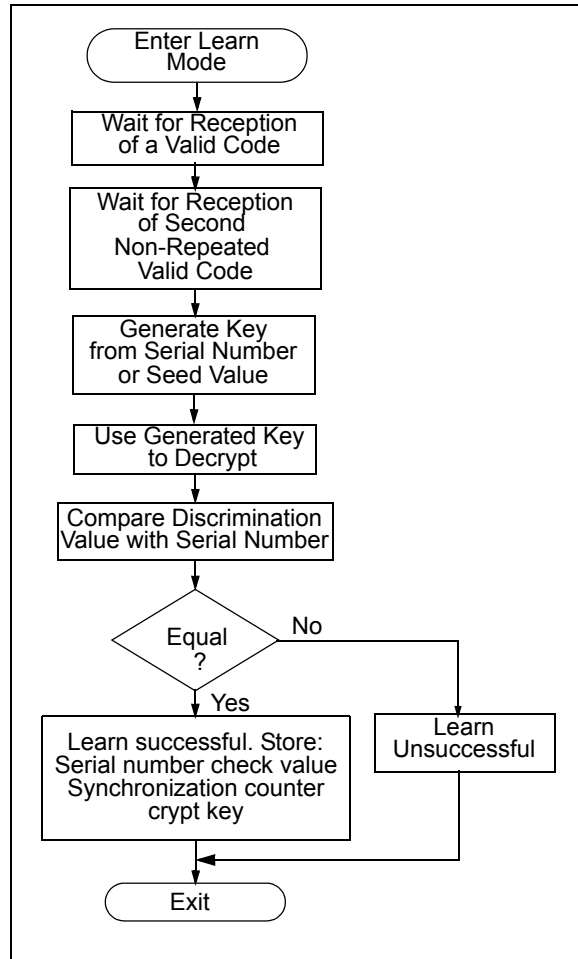 Enter Learn
Mode
Wait for Reception
of a Valid Code
Wait for Reception
of Second
Non-Repeated
Valid Code
Generate Key
from Serial Number
or Seed Value
Use Generated Key
to Decrypt
Compare Discrimination
Value with Serial Number
Equal
?
No
Yes
Learn successful. Store:
Serial number check value
Synchronization counter
crypt key
Learn
Unsuccessful
Exit